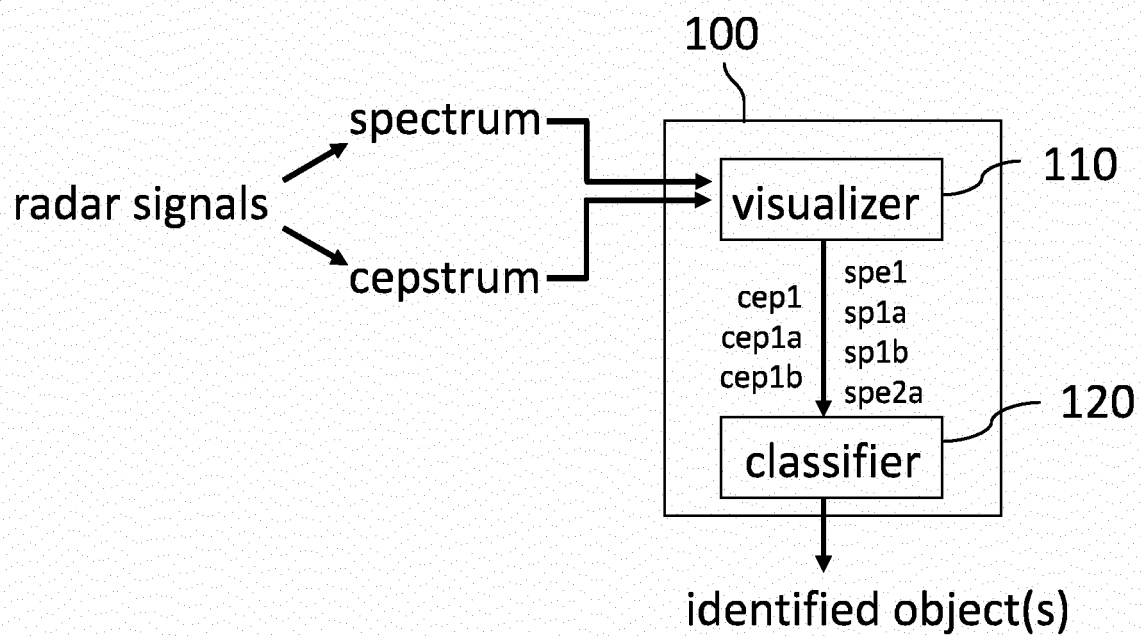 100
spectrum
110
radar signals
visualizer
cepstrum
spe1
cep1
sp1a
cep1a
sp1b
cep1b
spe2a
120
classifier
identified object(s)